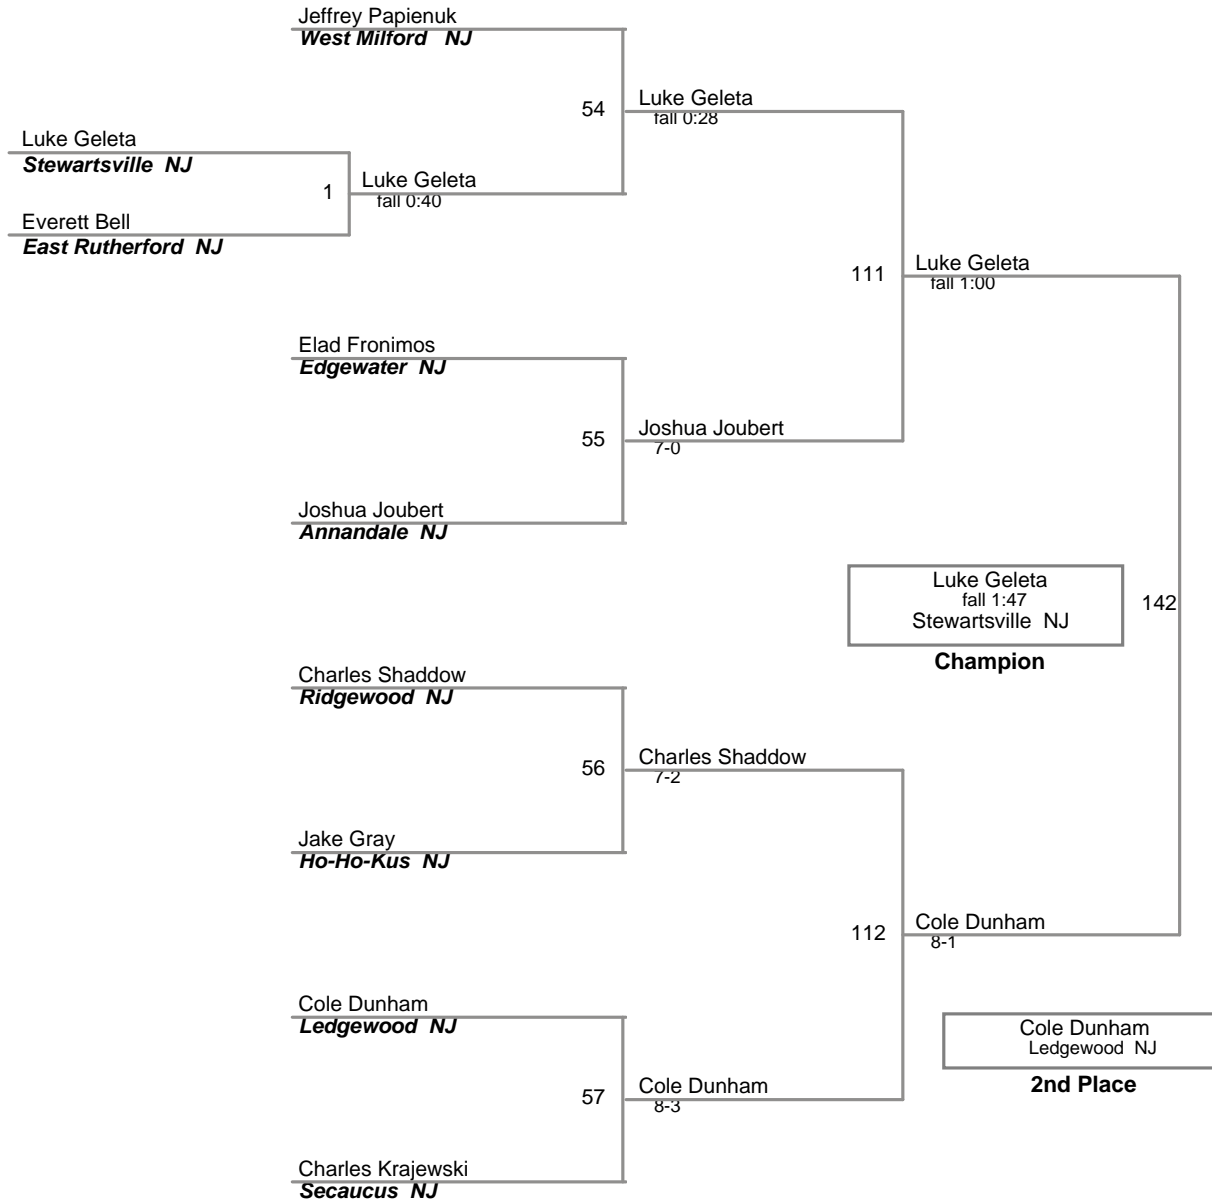 Jeffrey Papienuk
West Milford NJ
54
Luke Geleta
fall 0:28
Luke Geleta
Stewartsville NJ
1
Luke Geleta
fall 0:40
Everett Bell
East Rutherford NJ
111
Luke Geleta
fall 1:00
Elad Fronimos
Edgewater NJ
55
Joshua Joubert
7-0
Joshua Joubert
Annandale NJ
Luke Geleta
fall 1:47
Stewartsville NJ
142
Champion
Charles Shaddow
Ridgewood NJ
56
Charles Shaddow
7-2
Jake Gray
Ho-Ho-Kus NJ
112
Cole Dunham
8-1
Cole Dunham
Ledgewood NJ
Cole Dunham
Ledgewood NJ
2nd Place
57
Cole Dunham
8-3
Charles Krajewski
Secaucus NJ